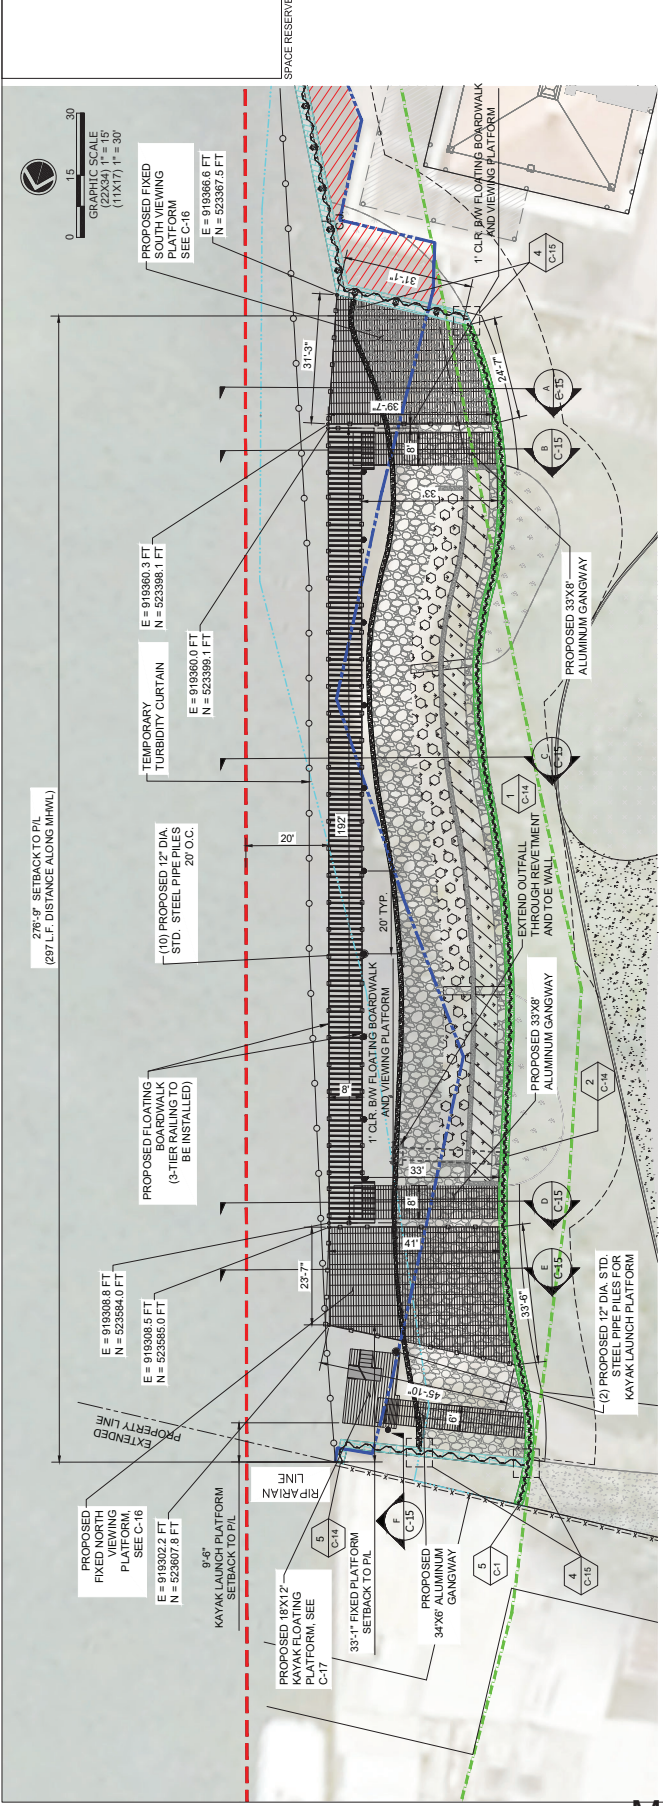 SPACE RESERVE
0 15 30
GRAPHIC SCALE
(22X34) 1" = 15'
(11X17) 1" = 30'
276'-9" SETBACK TO P/L
(297 L.F. DISTANCE ALONG MHWL)
PROPOSED FIXED
SOUTH VIEWING
PLATFORM
SEE C-16
E = 919366.6 FT
N = 523367.5 FT
1' CLR. B/W FLOATING BOARDWALK
AND VIEWING PLATFORM
4
C-15
31'-1"
31'-3"
39'-7"
24'-7"
8'
33'
A
C-15
B
C-15
E = 919360.3 FT
N = 523398.1 FT
E = 919360.0 FT
N = 523399.1 FT
TEMPORARY
TURBIDITY CURTAIN
PROPOSED 33'X8'
ALUMINUM GANGWAY
C
C-15
1
C-14
(10) PROPOSED 12" DIA.
STD. STEEL PIPE PILES
20' O.C.
20'
192'
20' TYP.
EXTEND OUTFALL
THROUGH REVETMENT
AND TOE WALL
PROPOSED FLOATING
BOARDWALK
(3-TIER RAILING TO
BE INSTALLED)
8'
1' CLR. B/W FLOATING BOARDWALK
AND VIEWING PLATFORM
PROPOSED 33'X8'
ALUMINUM GANGWAY
2
C-14
33'
8'
D
C-15
E
C-15
E = 919308.8 FT
N = 523584.0 FT
E = 919308.5 FT
N = 523585.0 FT
23'-7"
41'
33'-6"
(2) PROPOSED 12" DIA. STD.
STEEL PIPE PILES FOR
KAYAK LAUNCH PLATFORM
45'-10"
6'
EXTENDED
PROPERTY LINE
RIPARIAN
LINE
PROPOSED
FIXED NORTH
VIEWING
PLATFORM,
SEE C-16
E = 919302.2 FT
N = 523607.8 FT
9'-6"
KAYAK LAUNCH PLATFORM
SETBACK TO P/L
5
C-14
F
C-15
PROPOSED 18'X12'
KAYAK FLOATING
PLATFORM, SEE
C-17
33'-1" FIXED PLATFORM
SETBACK TO P/L
PROPOSED
34'X6' ALUMINUM
GANGWAY
5
C-1
4
C-15